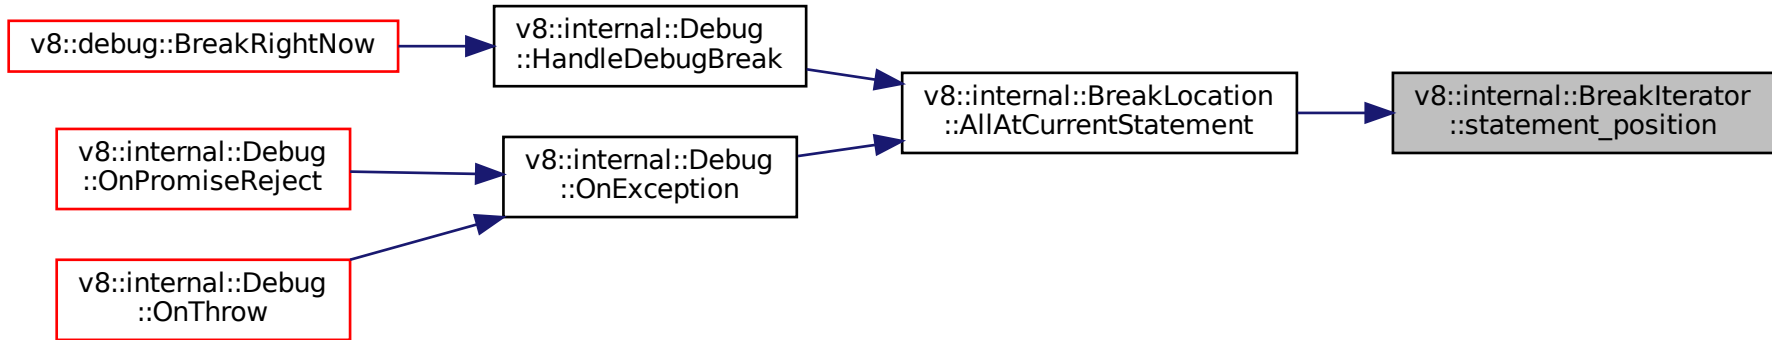 v8::debug::BreakRightNow
v8::internal::Debug
::HandleDebugBreak
v8::internal::BreakLocation
::AllAtCurrentStatement
v8::internal::BreakIterator
::statement_position
v8::internal::Debug
::OnPromiseReject
v8::internal::Debug
::OnException
v8::internal::Debug
::OnThrow